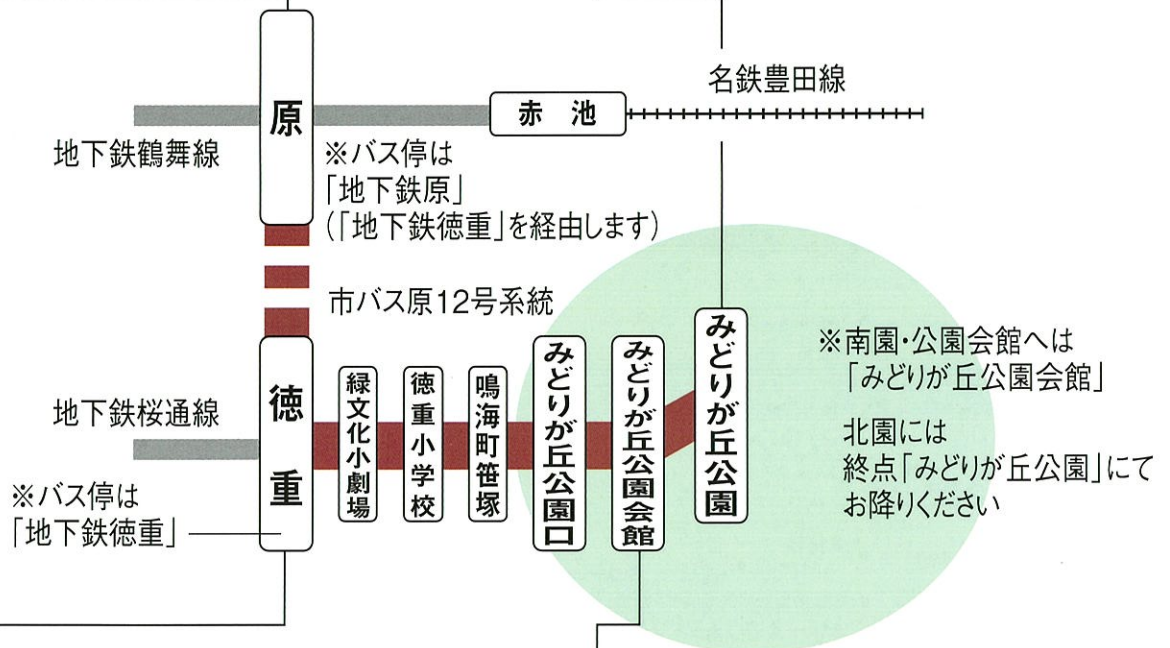 名鉄豊田線
原
赤池
地下鉄鶴舞線
※バス停は
「地下鉄原」
(「地下鉄徳重」を経由します)
市バス原12号系統
徳重
地下鉄桜通線
※バス停は
「地下鉄徳重」
緑文化小劇場
徳重小学校
鳴海町笹塚
みどりが丘公園口
みどりが丘公園会館
みどりが丘公園
※南園・公園会館へは
「みどりが丘公園会館」
北園には
終点「みどりが丘公園」にて
お降りください